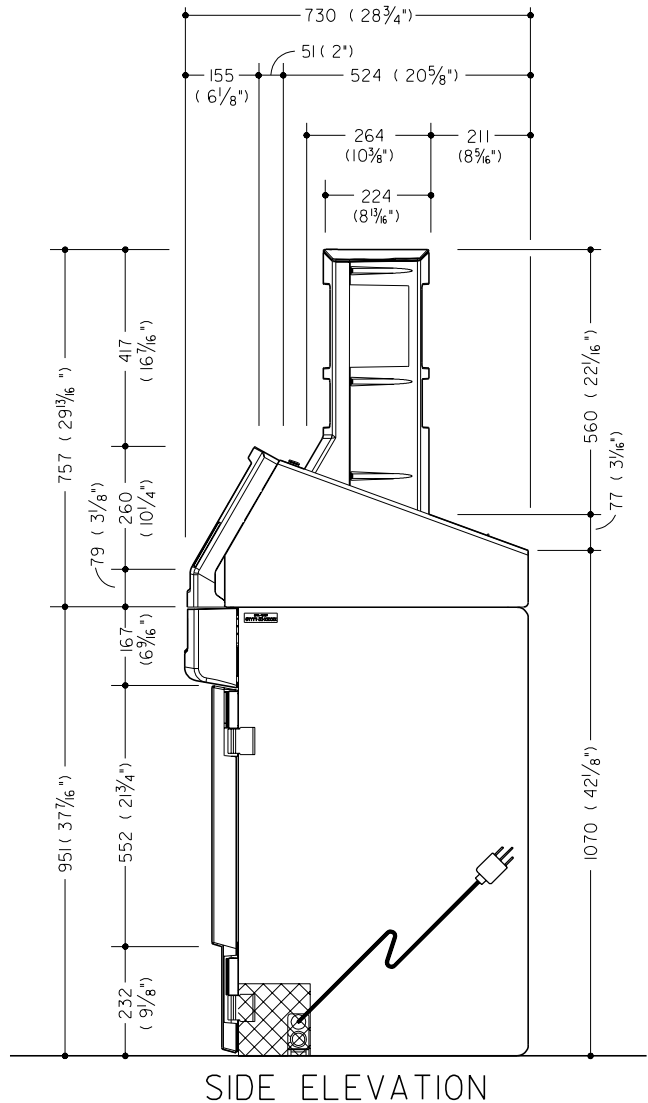 730 ( 28¾")
51( 2")
155
( 6⅛")
524 ( 20⅝")
264
(10⅜")
211
(8⁵⁄₁₆")
224
(8¹³⁄₁₆")
417
( 16⁷⁄₁₆")
757 ( 29¹³⁄₁₆ ")
560 ( 22¹⁄₁₆")
77 ( 3¹⁄₁₆")
260
(10¼")
79 ( 3⅛")
167
(6⁹⁄₁₆")
552 ( 21¾")
951( 37⁷⁄₁₆ ")
1070 ( 42⅛")
232
( 9⅛")
SIDE ELEVATION